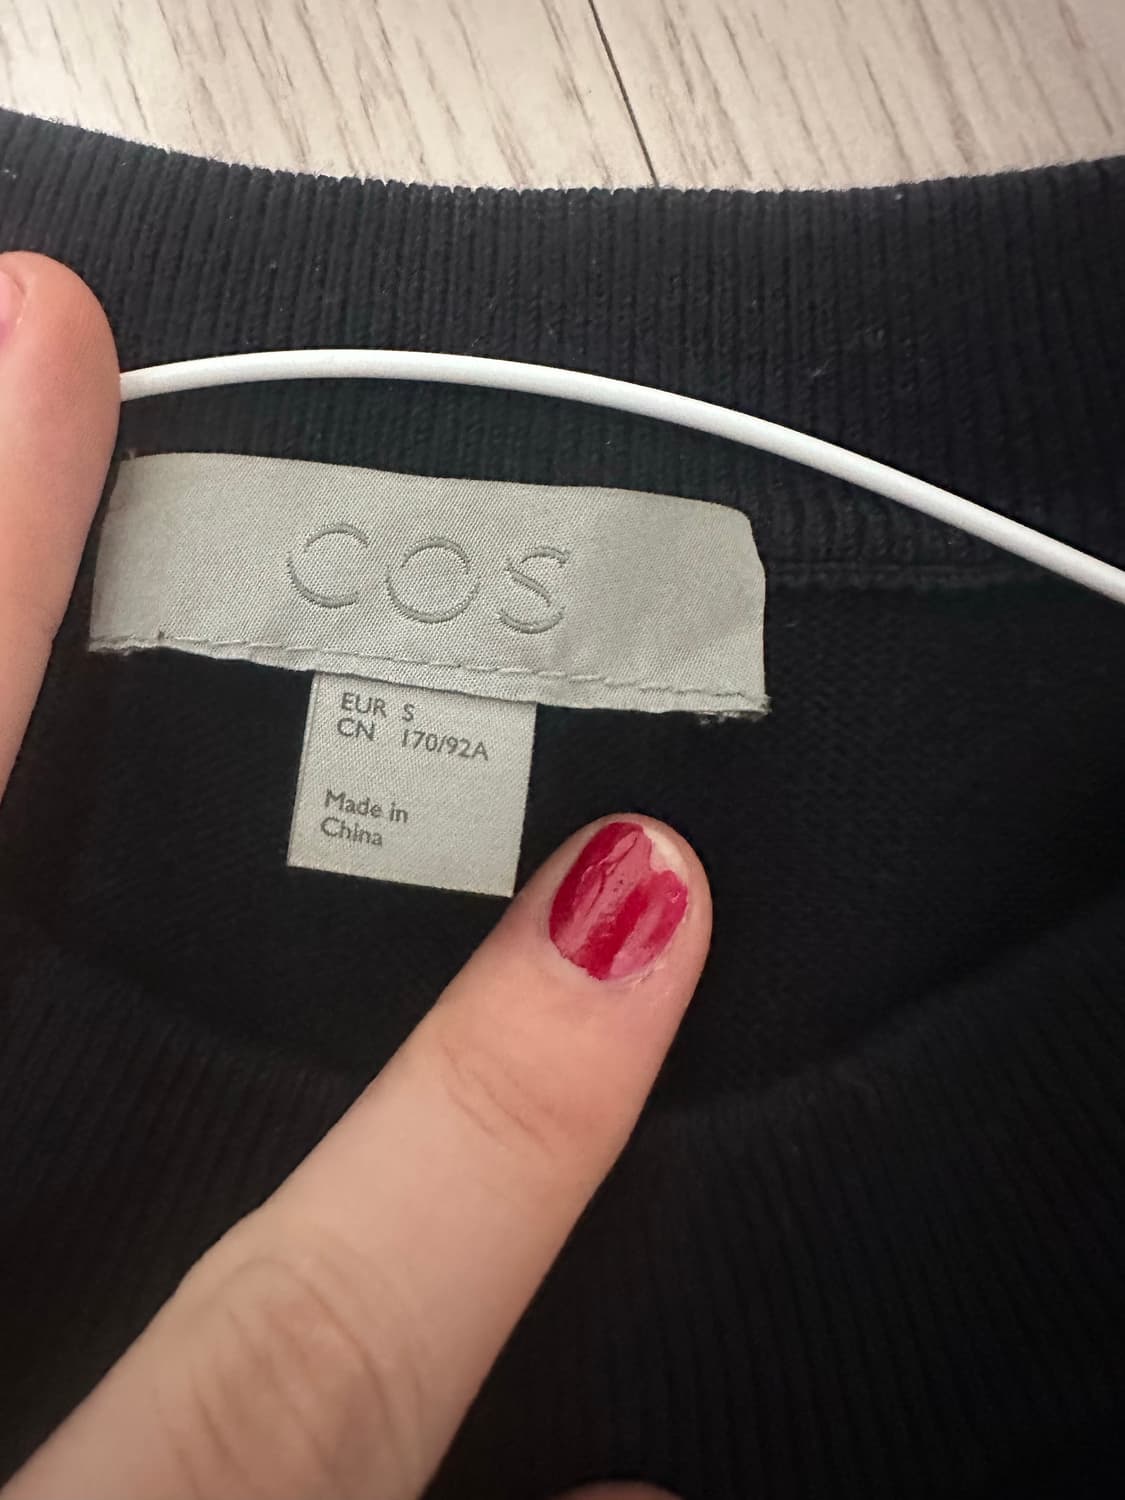 COS
EUR S
CN 170/92A
Made in
China